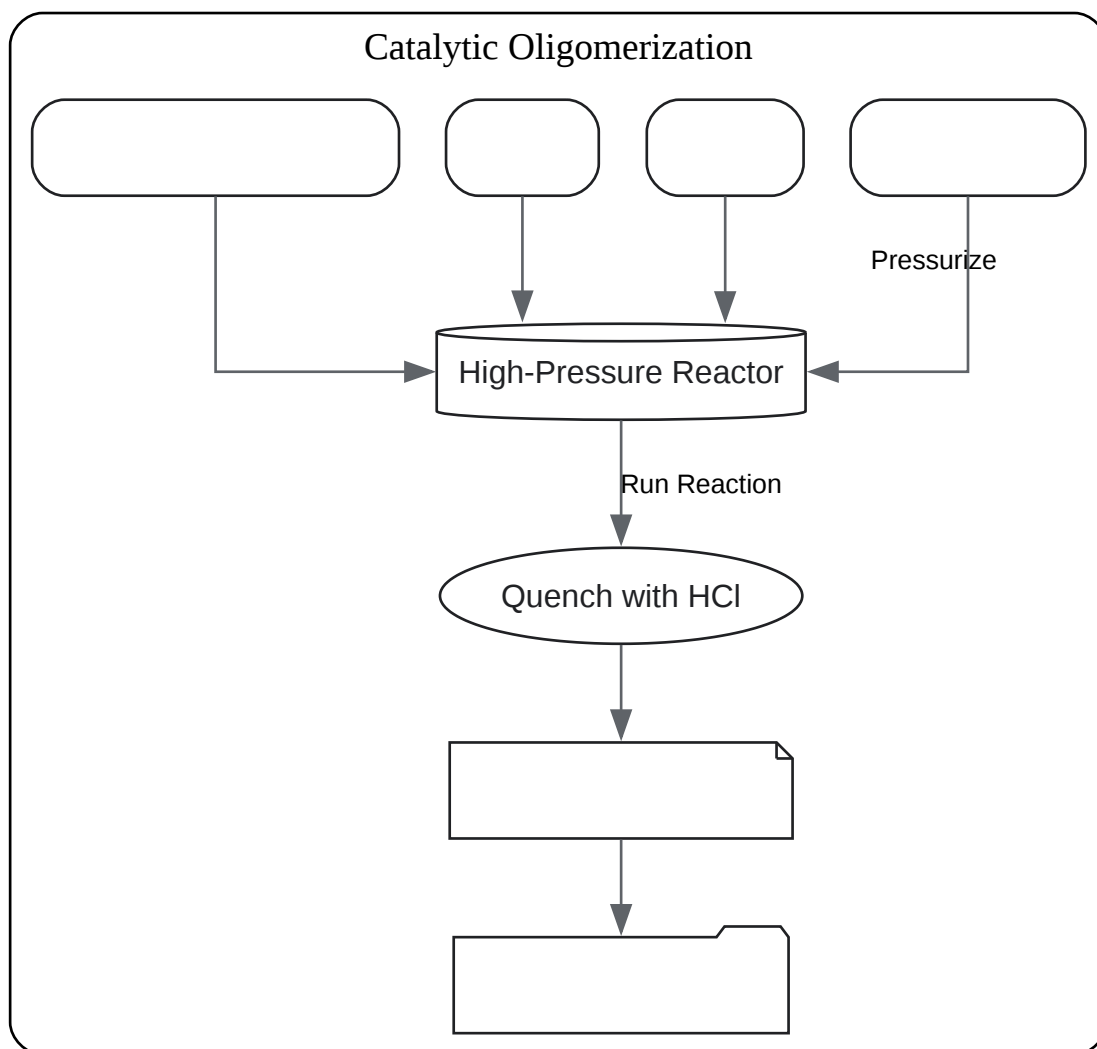 Catalytic Oligomerization
Pressurize
High-Pressure Reactor
Run Reaction
Quench with HCl